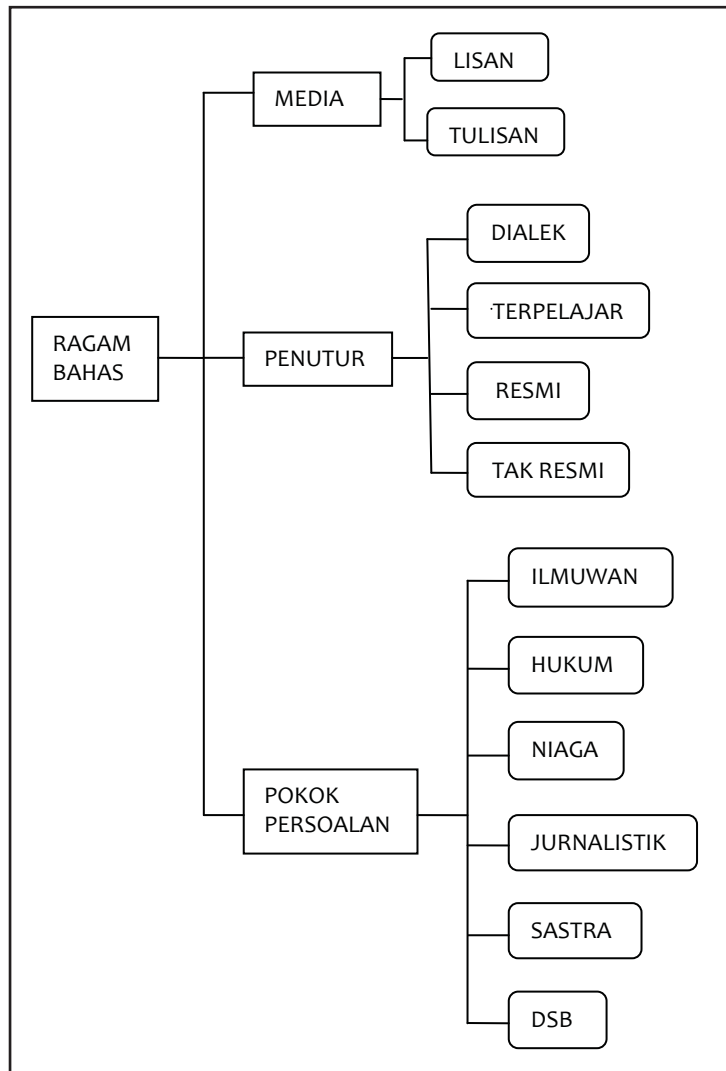 RAGAM
BAHAS
MEDIA
LISAN
TULISAN
PENUTUR
DIALEK
TERPELAJAR
RESMI
TAK RESMI
POKOK
PERSOALAN
ILMUWAN
HUKUM
NIAGA
JURNALISTIK
SASTRA
DSB